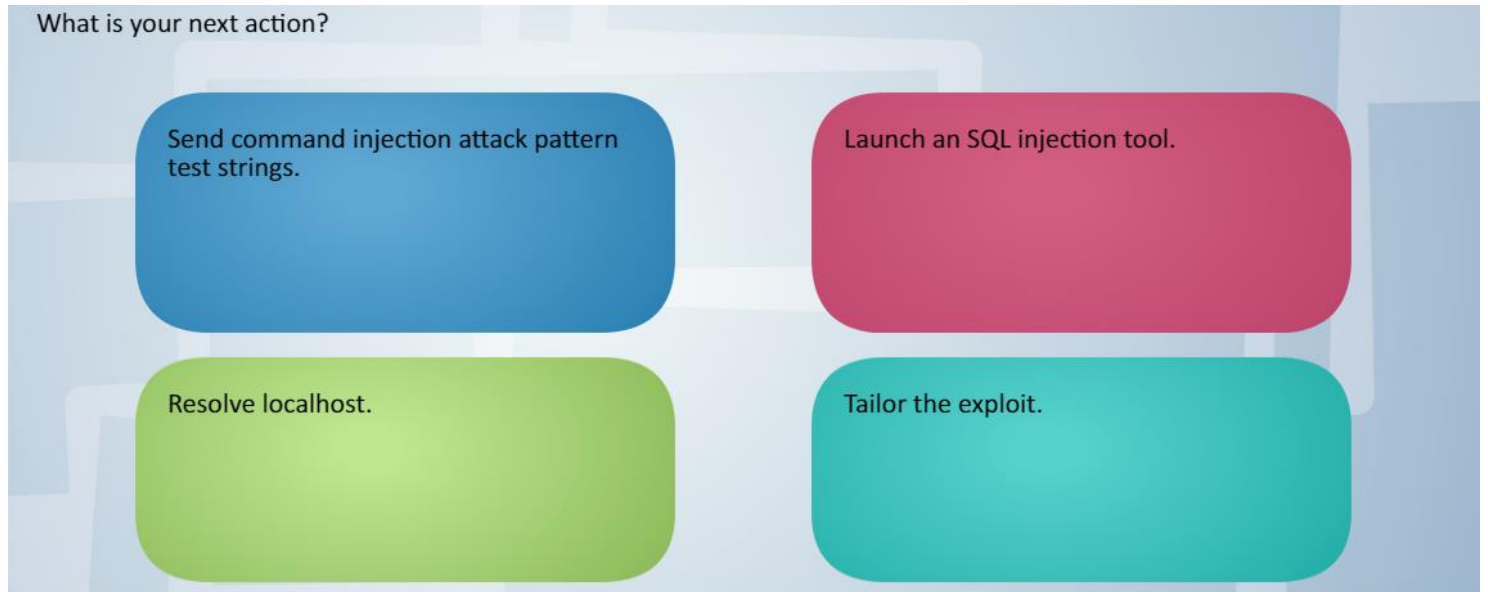 What is your next action?
Send command injection attack pattern
test strings.
Launch an SQL injection tool.
Resolve localhost.
Tailor the exploit.